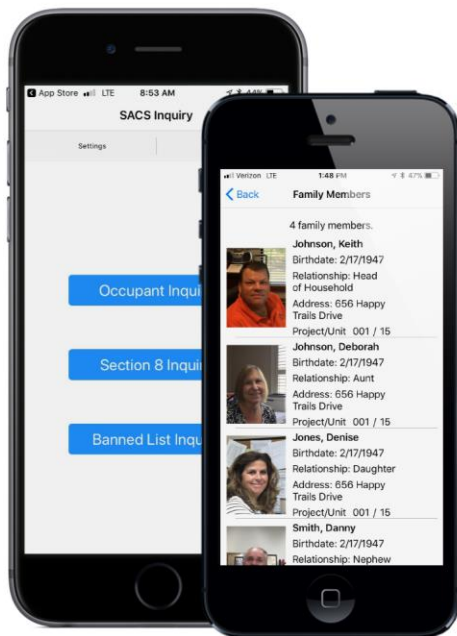 App Store LTE 8:53 AM 44%
SACS Inquiry
Settings
Occupant Inqui
Section 8 Inqui
Banned List Inqu
Verizon LTE 1:48 PM 47%
Back Family Members
4 family members.
Johnson, Keith
Birthdate: 2/17/1947
Relationship: Head
of Household
Address: 656 Happy
Trails Drive
Project/Unit 001 / 15
Johnson, Deborah
Birthdate: 2/17/1947
Relationship: Aunt
Address: 656 Happy
Trails Drive
Project/Unit 001 / 15
Jones, Denise
Birthdate: 2/17/1947
Relationship: Daughter
Address: 656 Happy
Trails Drive
Project/Unit 001 / 15
Smith, Danny
Birthdate: 2/17/1947
Relationship: Nephew